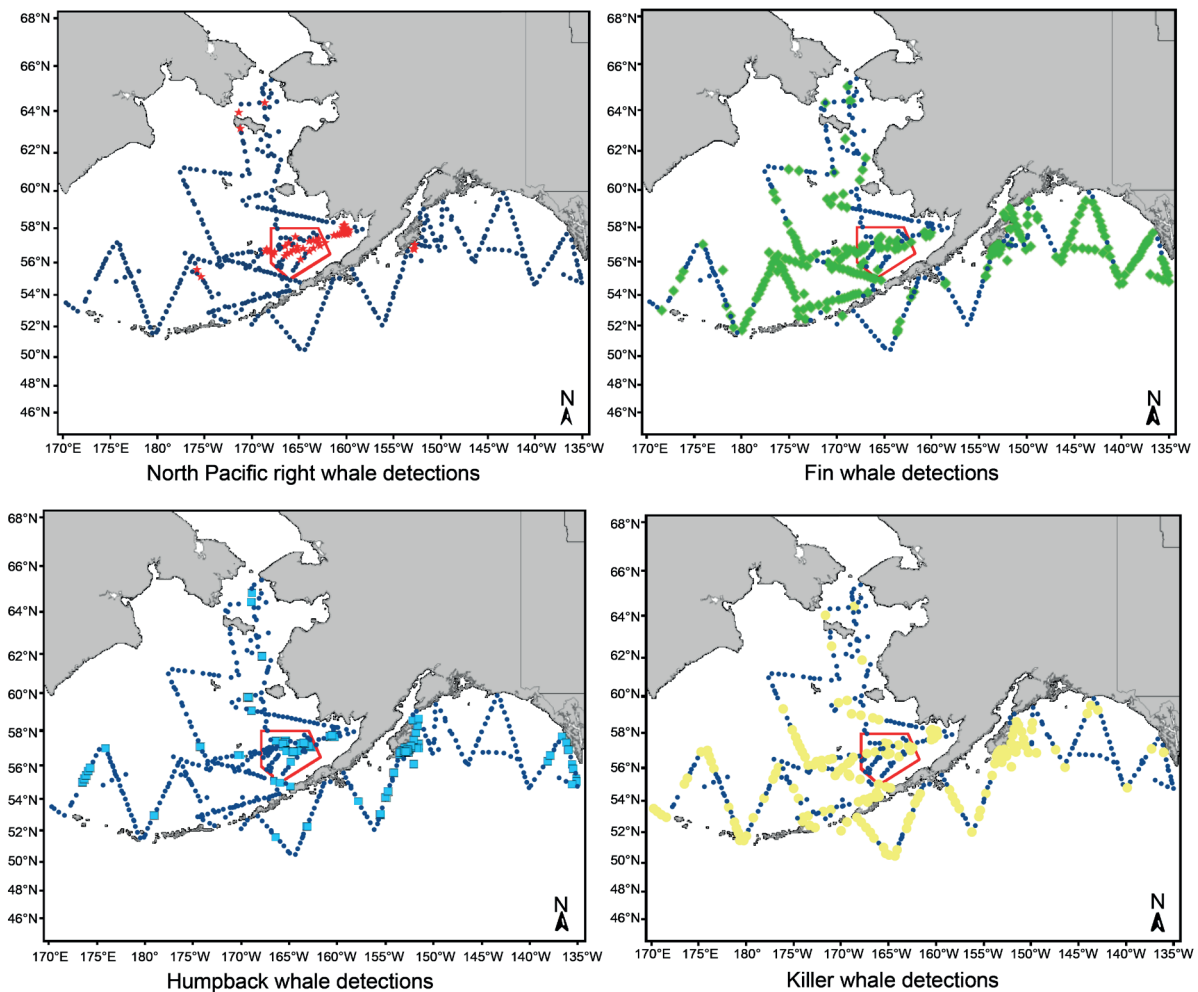 68°N
66°N
64°N
62°N
60°N
58°N
56°N
54°N
52°N
50°N
48°N
46°N
N
170°E 175°E 180° 175°W 170°W 165°W 160°W 155°W 150°W 145°W 140°W 135°W
North Pacific right whale detections
68°N
66°N
64°N
62°N
60°N
58°N
56°N
54°N
52°N
50°N
48°N
46°N
N
170°E 175°E 180° 175°W 170°W 165°W 160°W 155°W 150°W 145°W 140°W 135°W
Fin whale detections
68°N
66°N
64°N
62°N
60°N
58°N
56°N
54°N
52°N
50°N
48°N
46°N
N
170°E 175°E 180° 175°W 170°W 165°W 160°W 155°W 150°W 145°W 140°W 135°W
Humpback whale detections
68°N
66°N
64°N
62°N
60°N
58°N
56°N
54°N
52°N
50°N
48°N
46°N
N
170°E 175°E 180° 175°W 170°W 165°W 160°W 155°W 150°W 145°W 140°W 135°W
Killer whale detections